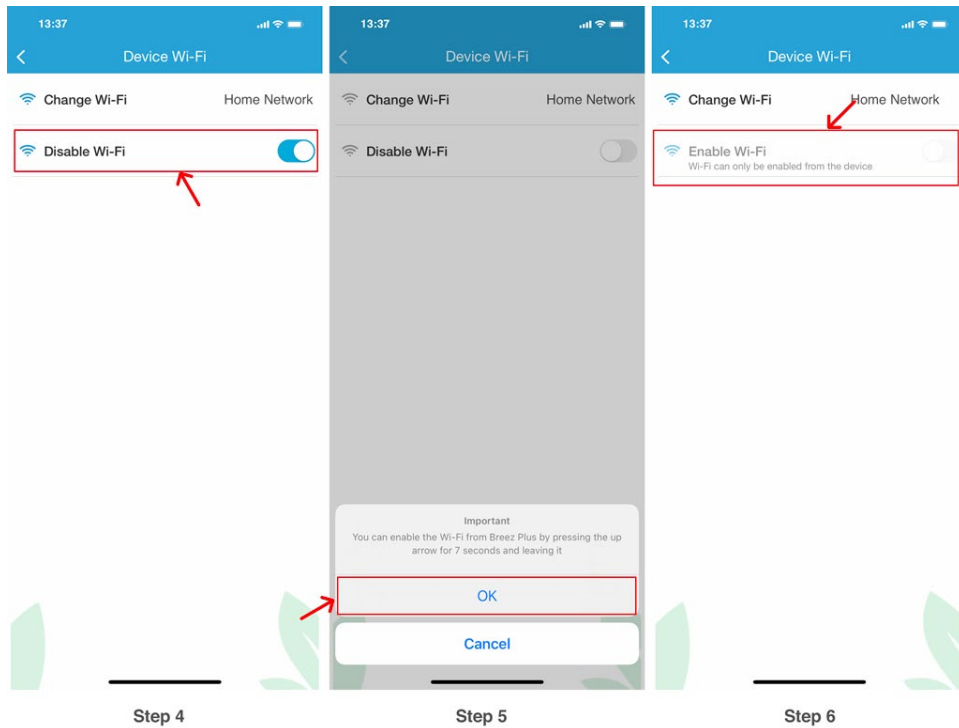 13:37
Device Wi-Fi
Change Wi-Fi Home Network
Disable Wi-Fi
Step 4
13:37
Device Wi-Fi
Change Wi-Fi Home Network
Disable Wi-Fi
Important
You can enable the Wi-Fi from Breez Plus by pressing the up
arrow for 7 seconds and leaving it
OK
Cancel
Step 5
13:37
Device Wi-Fi
Change Wi-Fi Home Network
Enable Wi-Fi
Wi-Fi can only be enabled from the device
Step 6